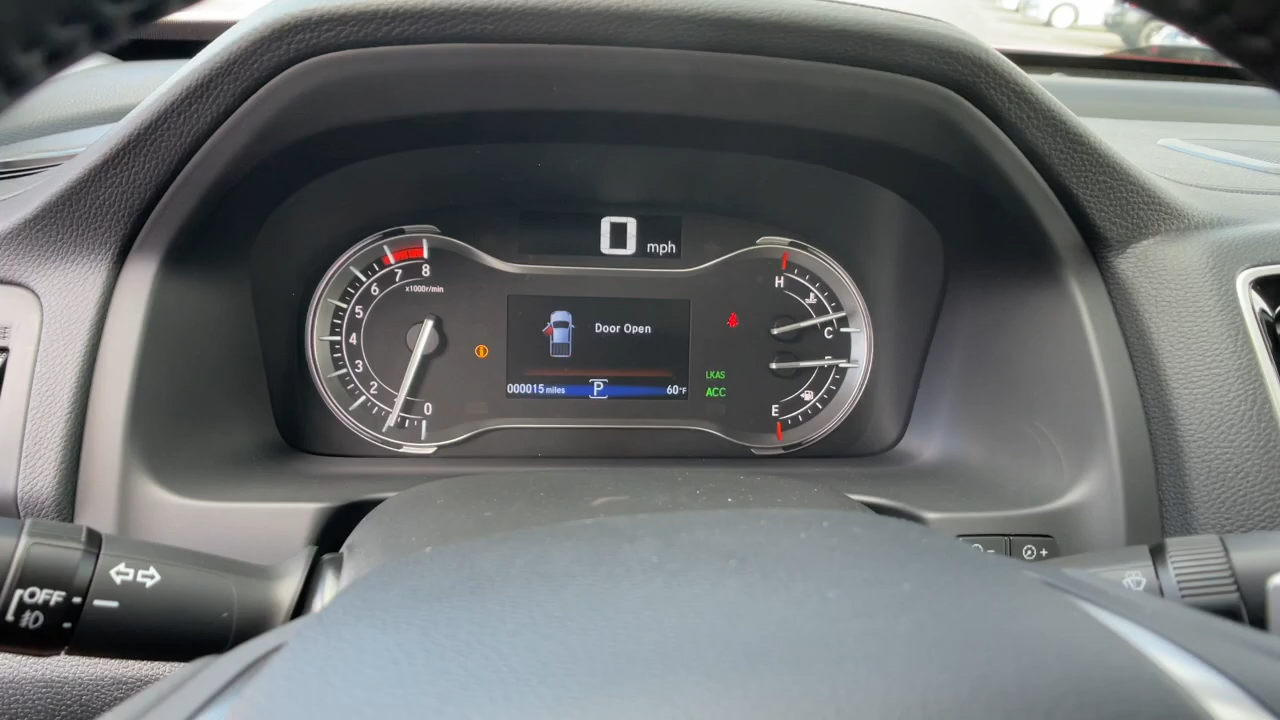 0 mph
8
7
6
5
4
3
2
0
x1000r/min
Door Open
000015 miles P 60°F
LKAS
ACC
H
C
F
E
OFF
- +